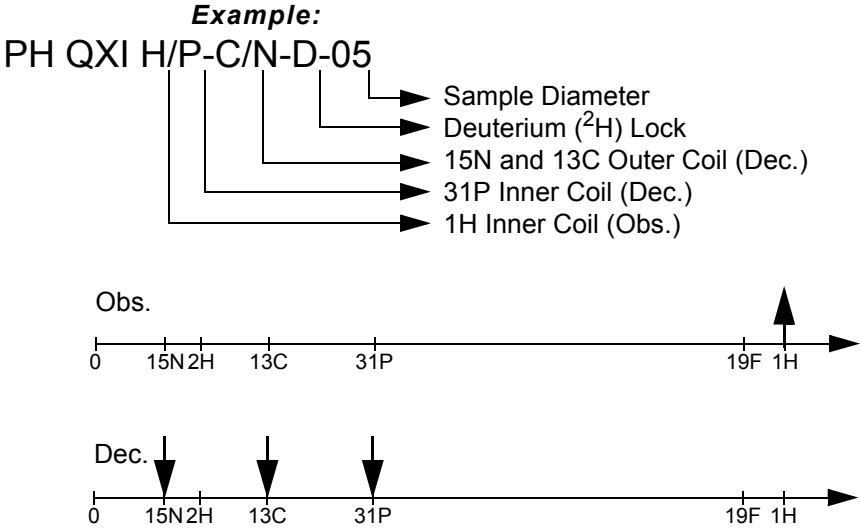 Example:
PH QXI H/P-C/N-D-05
Sample Diameter
Deuterium (²H) Lock
15N and 13C Outer Coil (Dec.)
31P Inner Coil (Dec.)
1H Inner Coil (Obs.)
Obs.
0 15N 2H 13C 31P 19F 1H
Dec.
0 15N 2H 13C 31P 19F 1H